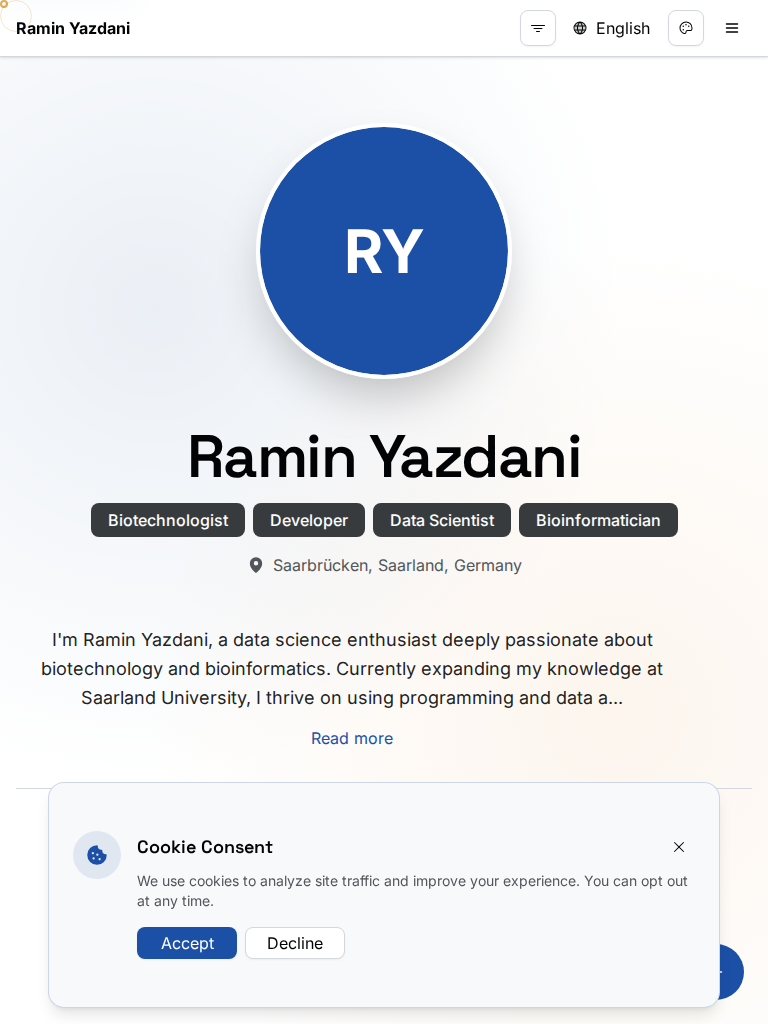 Ramin Yazdani
English
RY
Ramin Yazdani
Biotechnologist Developer Data Scientist Bioinformatician
Saarbrücken, Saarland, Germany
I'm Ramin Yazdani, a data science enthusiast deeply passionate about
biotechnology and bioinformatics. Currently expanding my knowledge at
Saarland University, I thrive on using programming and data a...
Read more
Cookie Consent
We use cookies to analyze site traffic and improve your experience. You can opt out
at any time.
Accept Decline